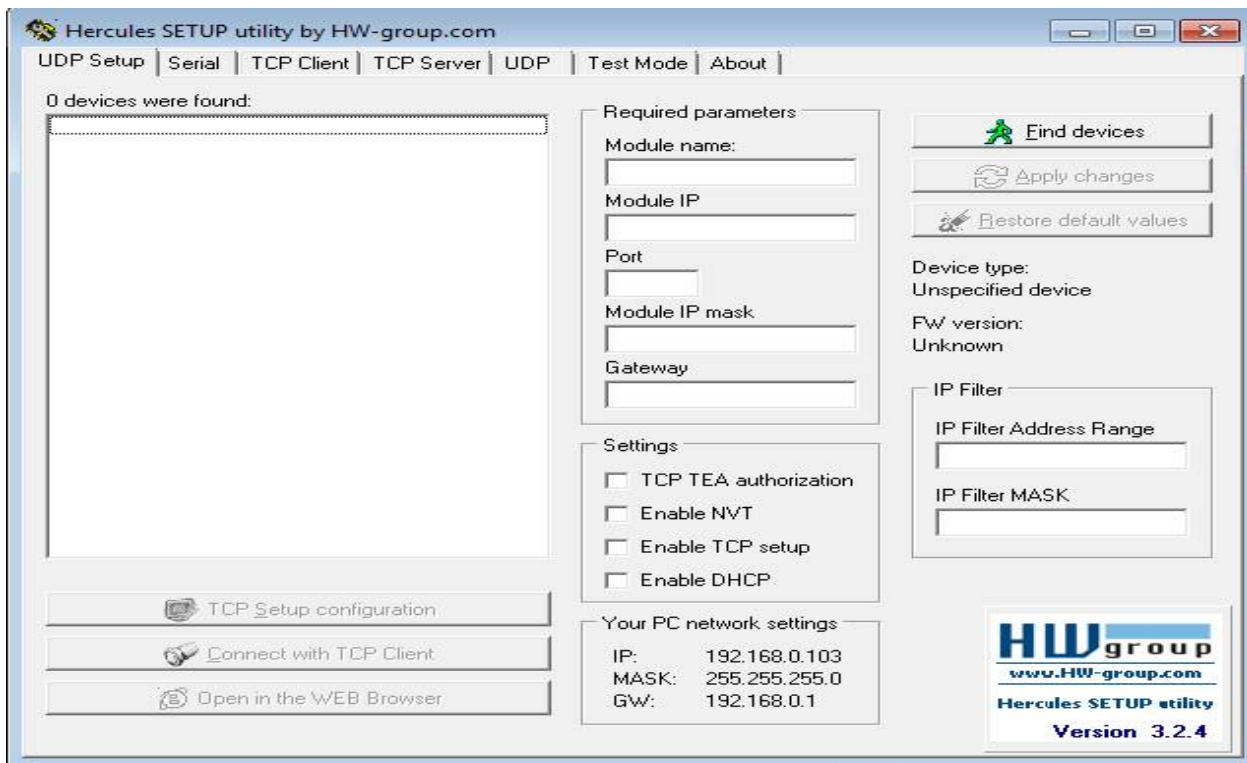 Hercules SETUP utility by HW-group.com
UDP Setup Serial TCP Client TCP Server UDP Test Mode About
0 devices were found:
TCP Setup configuration
Connect with TCP Client
Open in the WEB Browser
Required parameters
Module name:
Module IP
Port
Module IP mask
Gateway
Settings
TCP TEA authorization
Enable NVT
Enable TCP setup
Enable DHCP
Your PC network settings
IP: 192.168.0.103
MASK: 255.255.255.0
GW: 192.168.0.1
Find devices
Apply changes
Restore default values
Device type:
Unspecified device
FW version:
Unknown
IP Filter
IP Filter Address Range
IP Filter MASK
HW group
www.HW-group.com
Hercules SETUP utility
Version 3.2.4